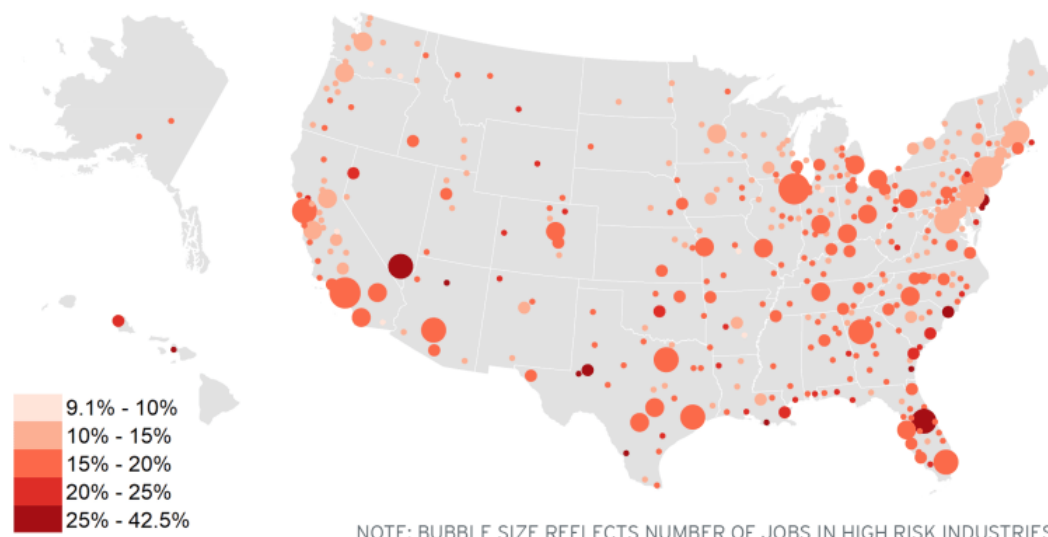 9.1% - 10%
10% - 15%
15% - 20%
20% - 25%
25% - 42.5%
NOTE: BUBBLE SIZE REFLECTS NUMBER OF JOBS IN HIGH RISK INDUSTRIES